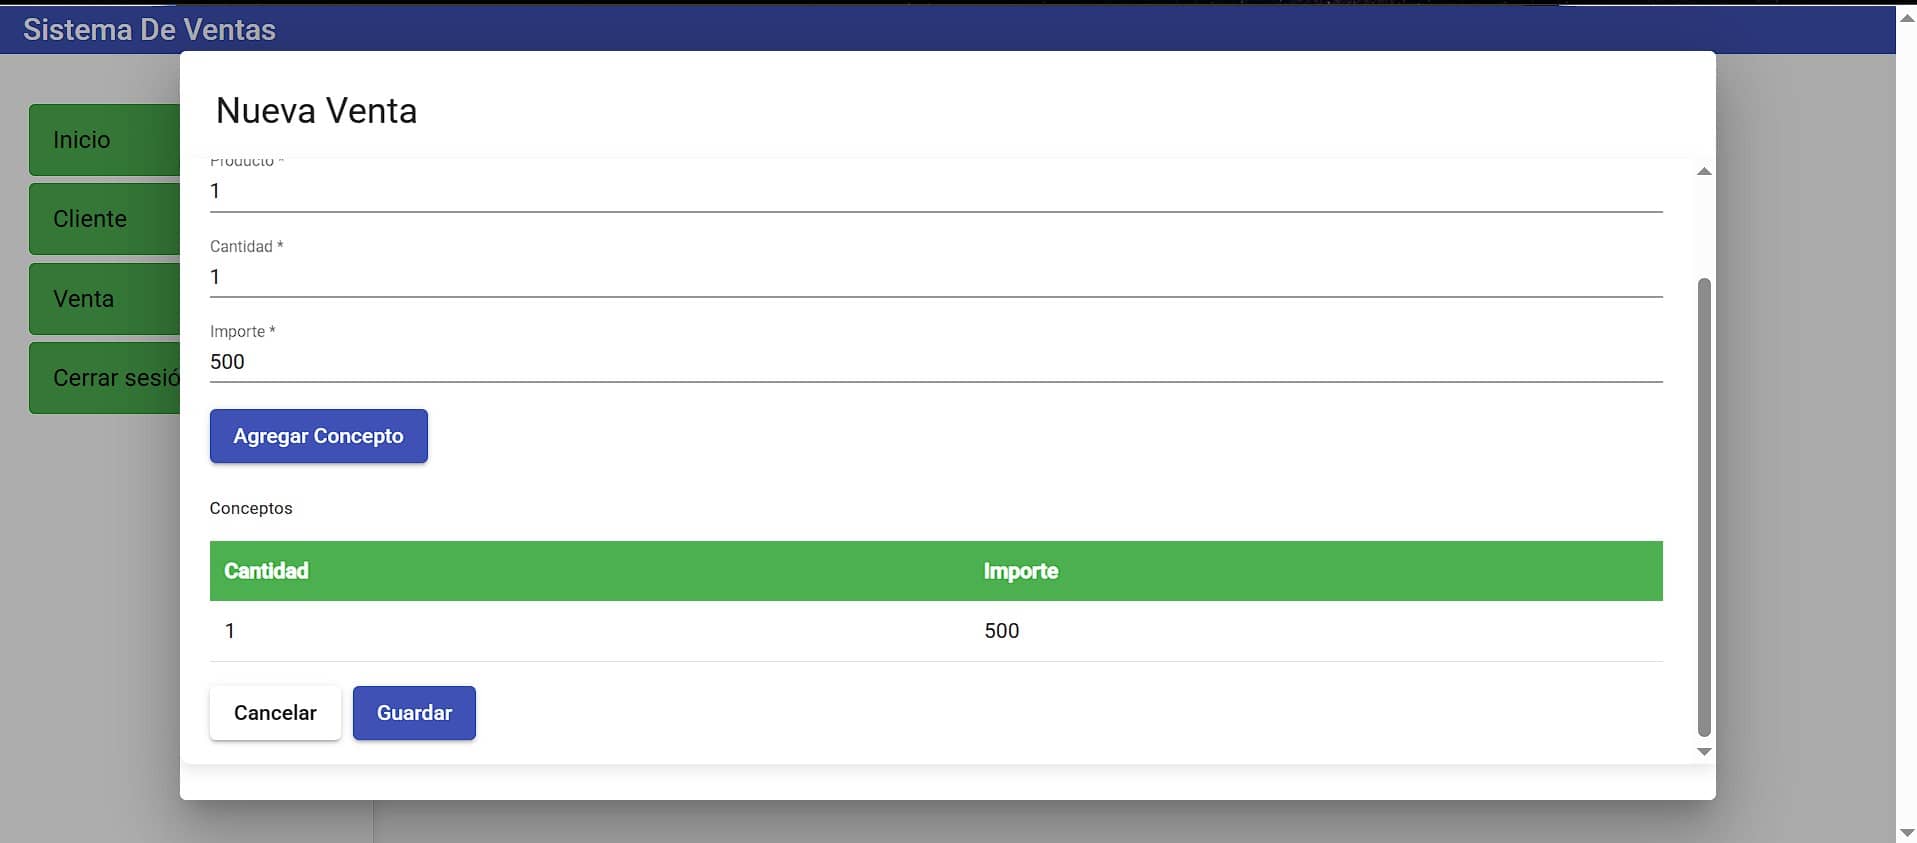 Sistema De Ventas
Inicio
Cliente
Venta
Cerrar sesió
Nueva Venta
Producto *
1
Cantidad *
1
Importe *
500
Agregar Concepto
Conceptos
Cantidad Importe
1 500
Cancelar Guardar